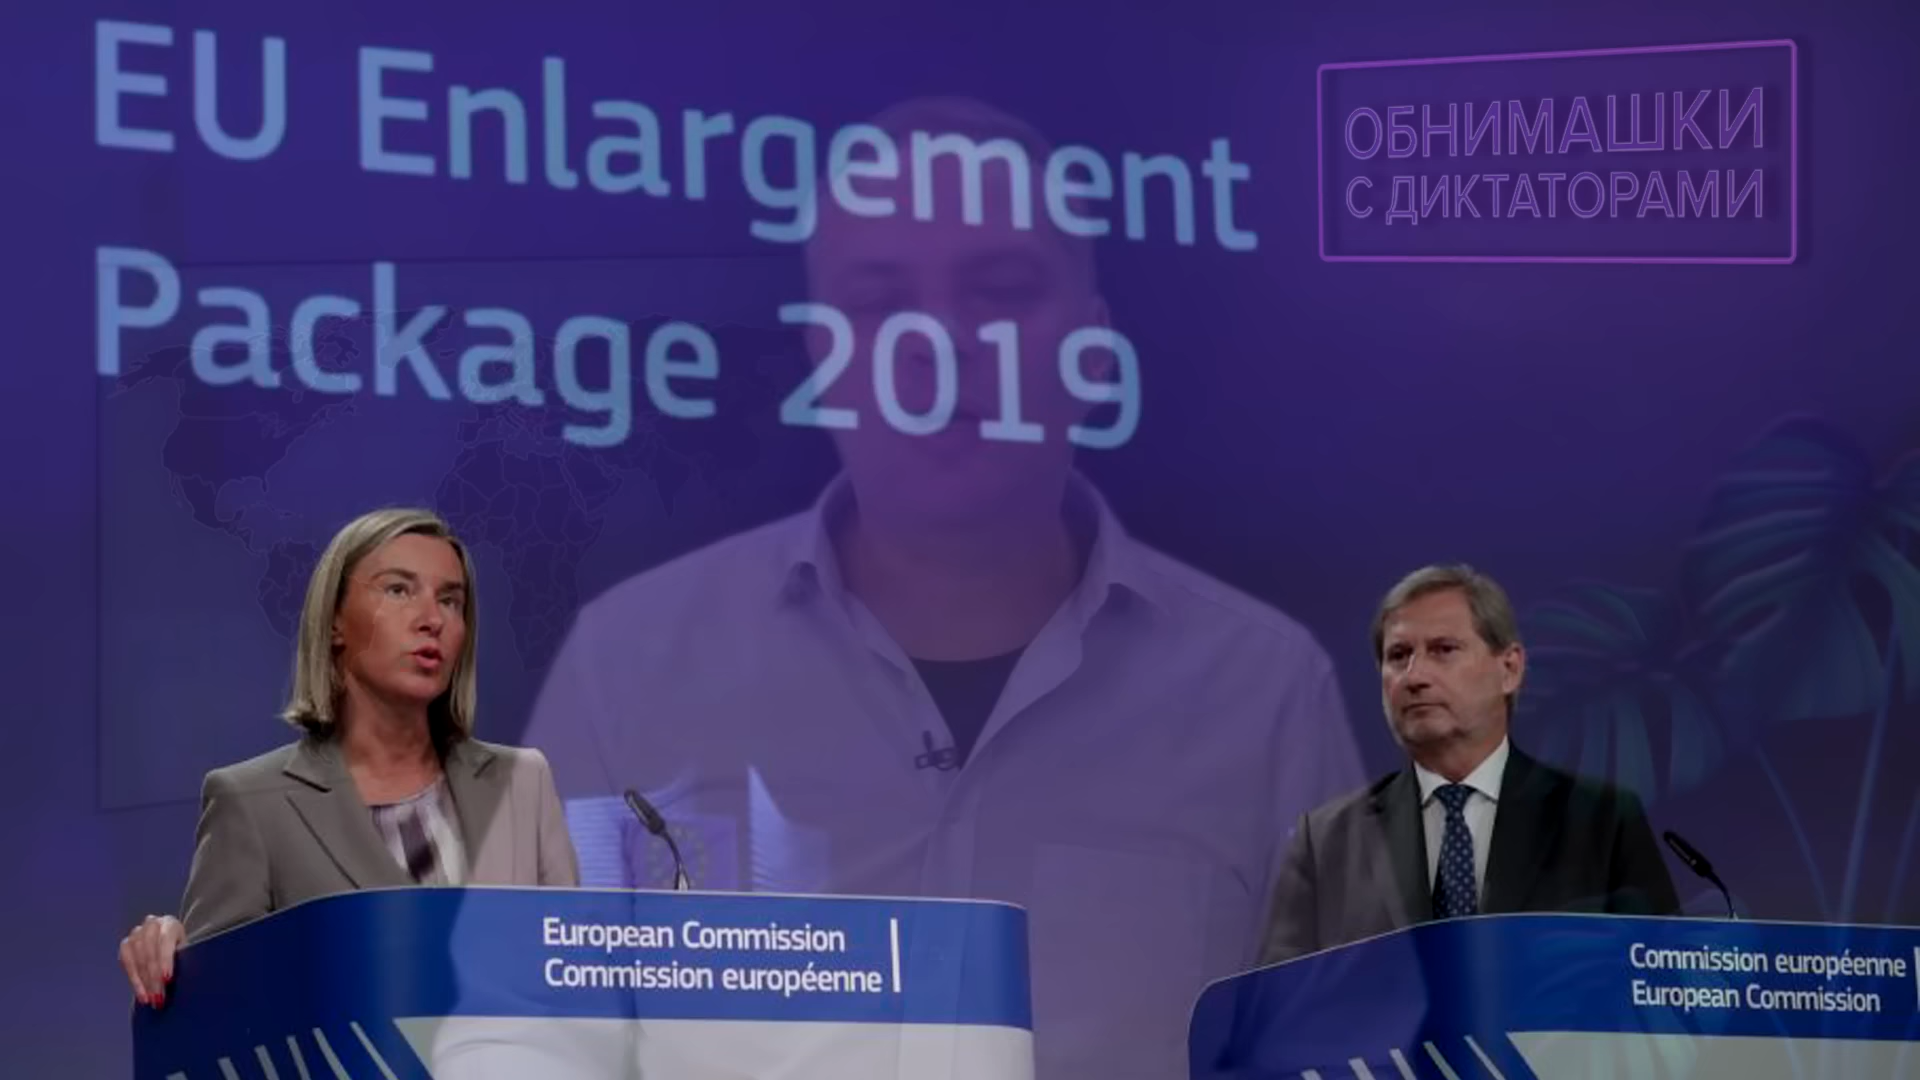 EU Enlargement
Package 2019
ОБНИМАШКИ
С ДИКТАТОРАМИ
European Commission
Commission européenne
Commission européenne
European Commission